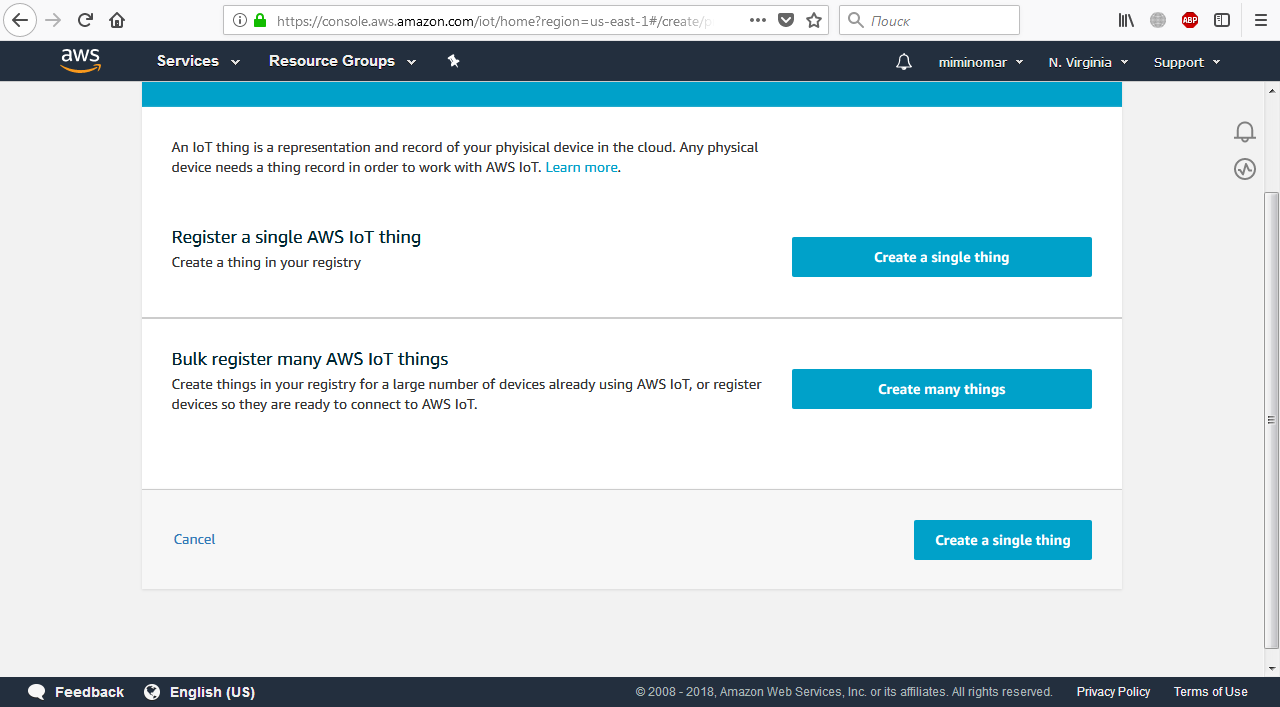 https://console.aws.amazon.com/iot/home?region=us-east-1#/create/p
Поиск
ABP
aws
Services
Resource Groups
miminomar
N. Virginia
Support
An IoT thing is a representation and record of your phyisical device in the cloud. Any physical
device needs a thing record in order to work with AWS IoT. Learn more.
Register a single AWS IoT thing
Create a thing in your registry
Create a single thing
Bulk register many AWS IoT things
Create things in your registry for a large number of devices already using AWS IoT, or register
devices so they are ready to connect to AWS IoT.
Create many things
Cancel
Create a single thing
Feedback
English (US)
© 2008 - 2018, Amazon Web Services, Inc. or its affiliates. All rights reserved.
Privacy Policy
Terms of Use